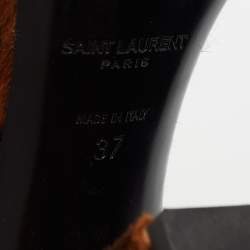 SAINT LAURENT
PARIS
MADE IN ITALY
37